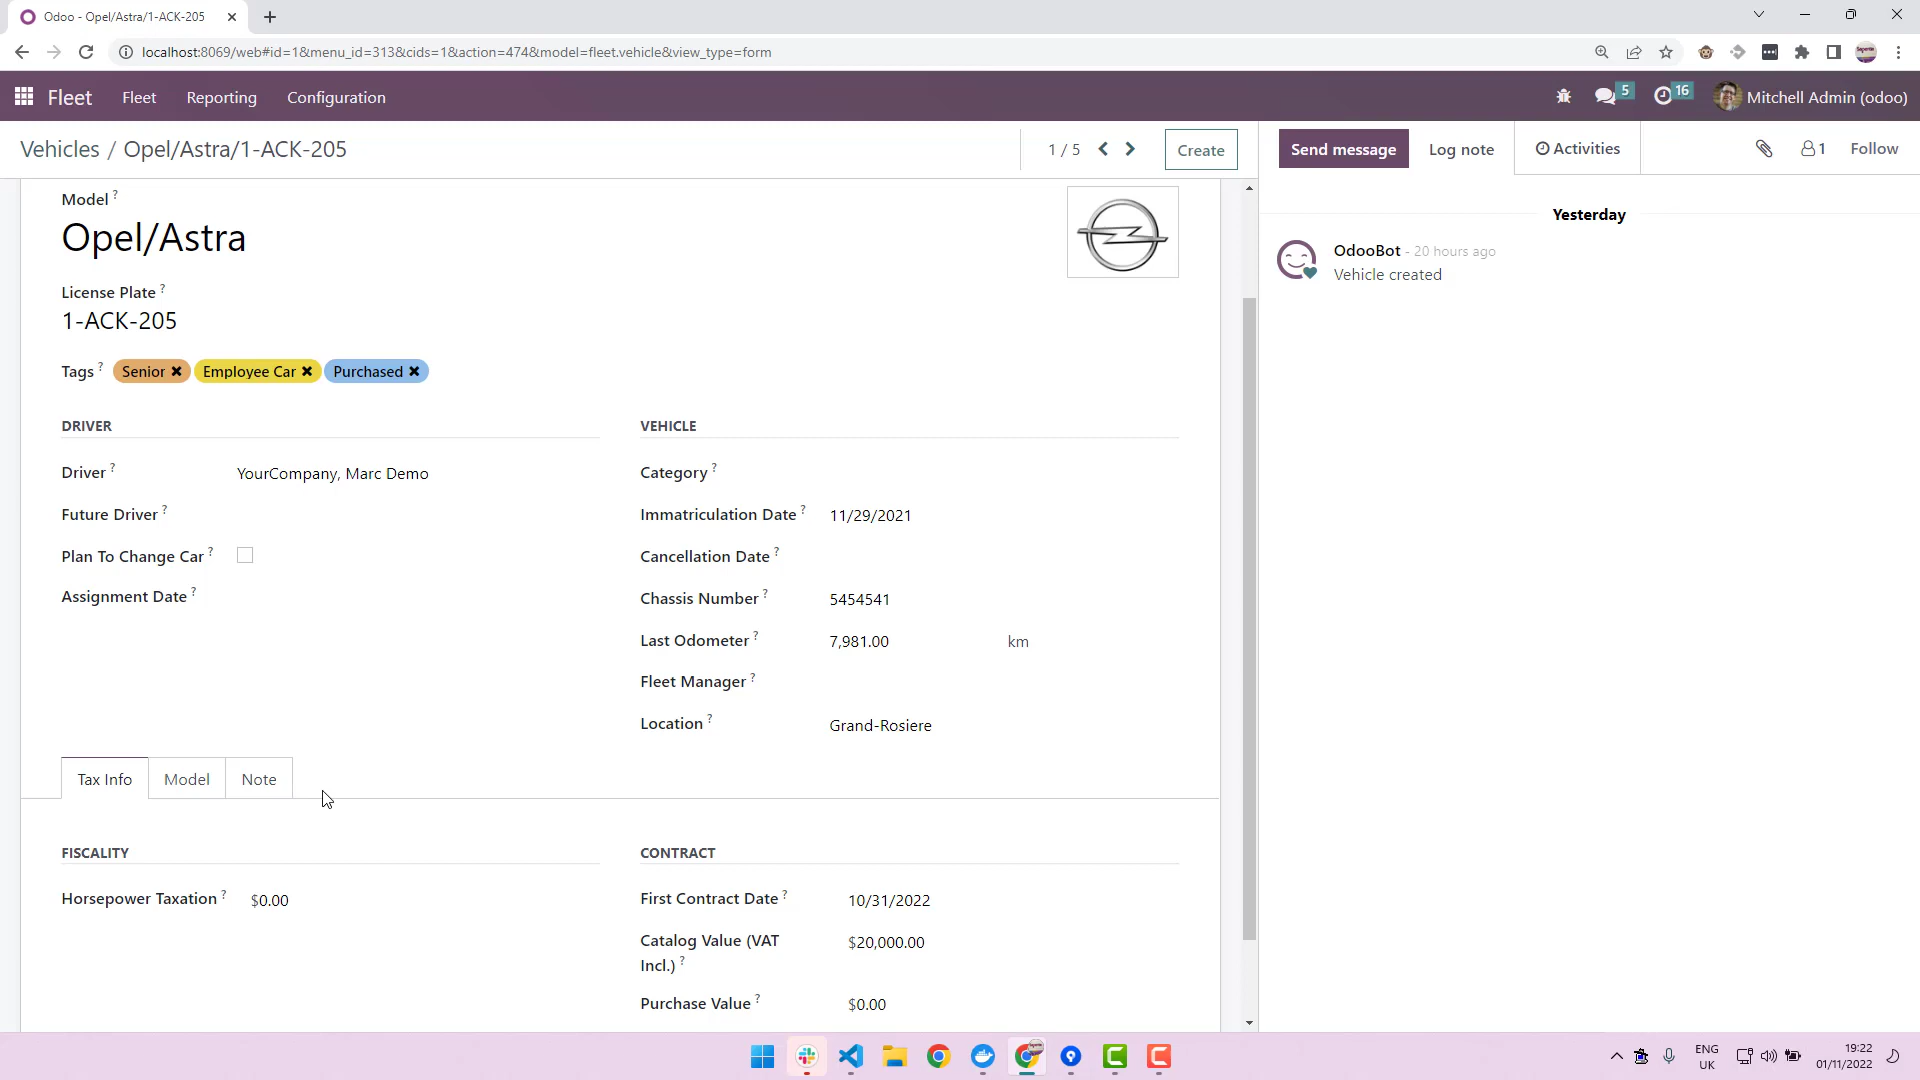 Odoo - Opel/Astra/1-ACK-205
localhost:8069/web#id=1&menu_id=313&cids=1&action=474&model=fleet.vehicle&view_type=form
Fleet Fleet Reporting Configuration 5 16 Mitchell Admin (odoo)
Vehicles / Opel/Astra/1-ACK-205 1 / 5 Create Send message Log note Activities 1 Follow
Model ?
Opel/Astra
License Plate ?
1-ACK-205
Tags ? Senior Employee Car Purchased
DRIVER
Driver ? YourCompany, Marc Demo
Future Driver ?
Plan To Change Car ?
Assignment Date ?
VEHICLE
Category ?
Immatriculation Date ? 11/29/2021
Cancellation Date ?
Chassis Number ? 5454541
Last Odometer ? 7,981.00 km
Fleet Manager ?
Location ? Grand-Rosiere
Tax Info Model Note
FISCALITY
Horsepower Taxation ? $0.00
CONTRACT
First Contract Date ? 10/31/2022
Catalog Value (VAT
Incl.) ? $20,000.00
Purchase Value ? $0.00
Yesterday
OdooBot - 20 hours ago
Vehicle created
ENG
UK
19:22
01/11/2022